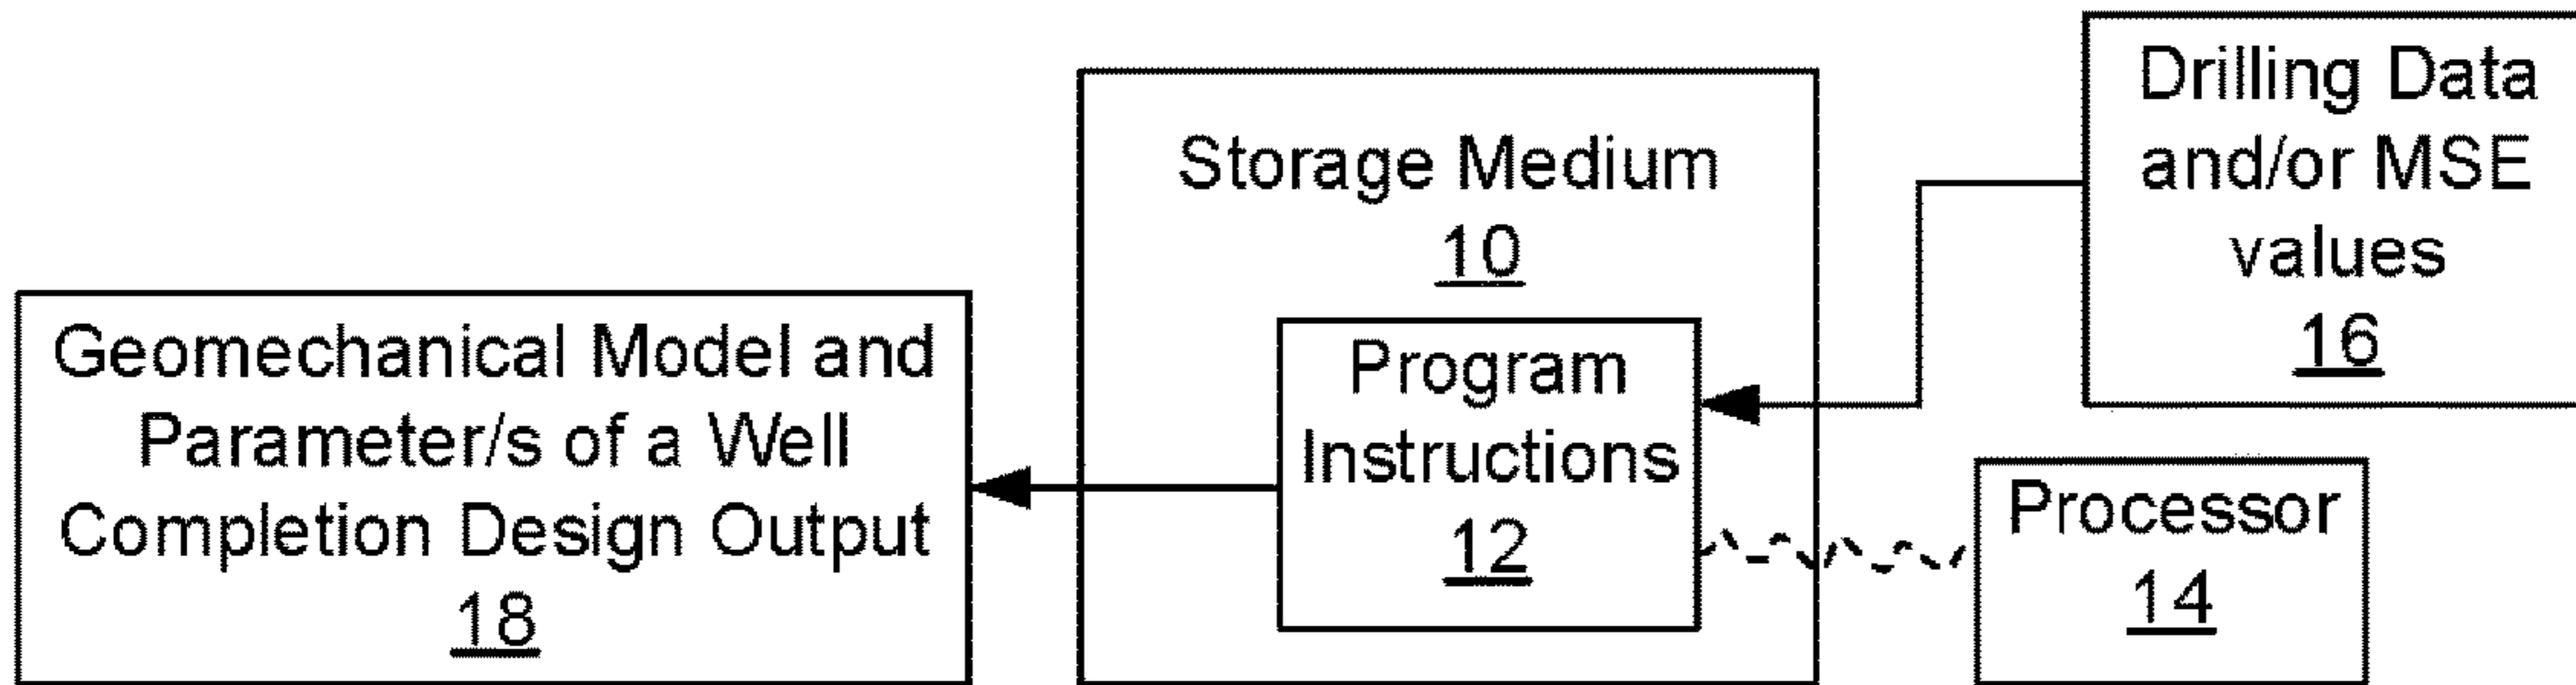 Geomechanical Model and
Parameter/s of a Well
Completion Design Output
18
Storage Medium
10
Program
Instructions
12
Drilling Data
and/or MSE
values
16
Processor
14